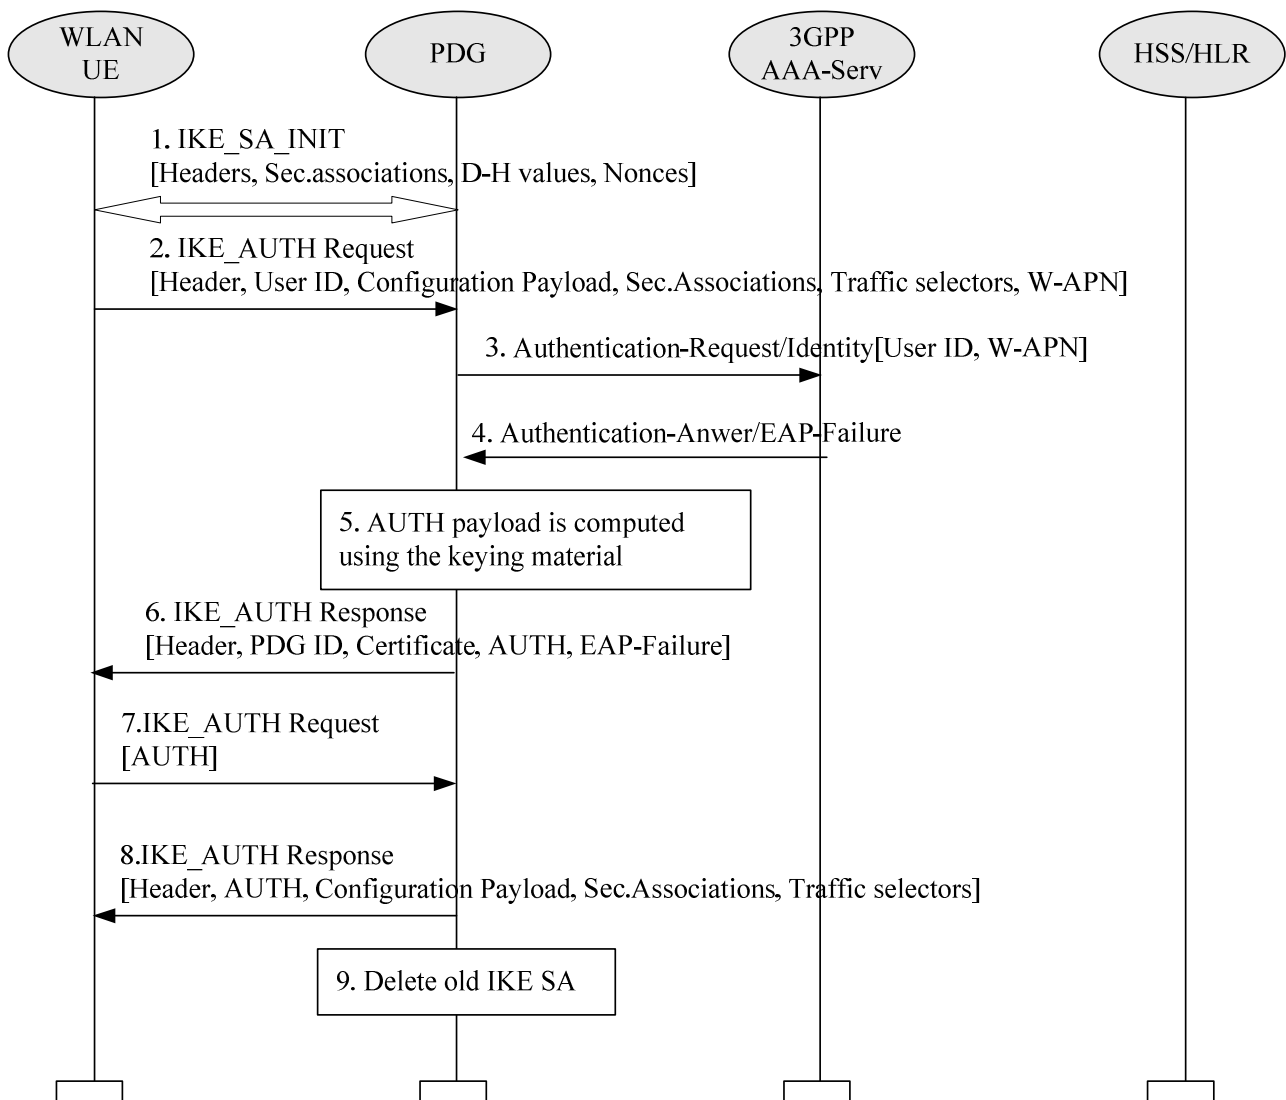 WLAN
UE
PDG
3GPP
AAA-Serv
HSS/HLR
1. IKE_SA_INIT
[Headers, Sec.associations, D-H values, Nonces]
2. IKE_AUTH Request
[Header, User ID, Configuration Payload, Sec.Associations, Traffic selectors, W-APN]
3. Authentication-Request/Identity[User ID, W-APN]
4. Authentication-Anwer/EAP-Failure
5. AUTH payload is computed
using the keying material
6. IKE_AUTH Response
[Header, PDG ID, Certificate, AUTH, EAP-Failure]
7.IKE_AUTH Request
[AUTH]
8.IKE_AUTH Response
[Header, AUTH, Configuration Payload, Sec.Associations, Traffic selectors]
9. Delete old IKE SA